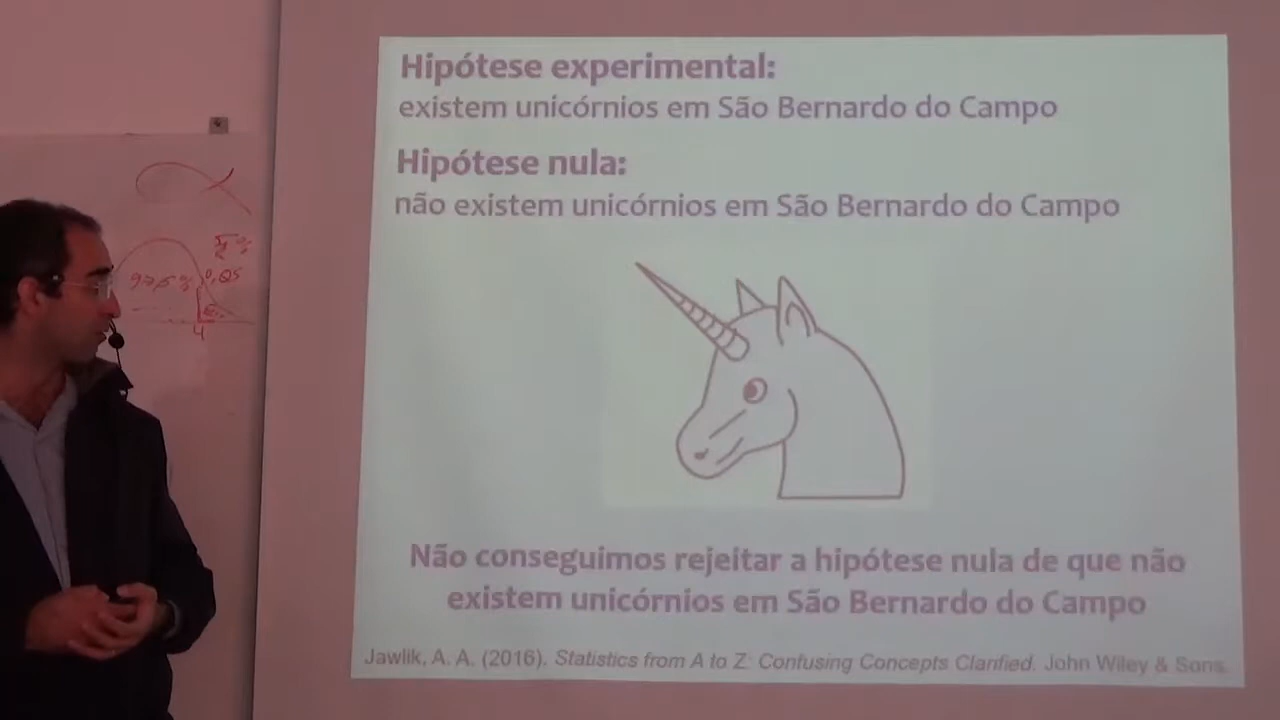 Hipótese experimental:
existem unicórnios em São Bernardo do Campo
Hipótese nula:
não existem unicórnios em São Bernardo do Campo
97,5%
0,05
4
Não conseguimos rejeitar a hipótese nula de que não
existem unicórnios em São Bernardo do Campo
Jawlik, A. A. (2016). Statistics from A to Z: Confusing Concepts Clarified. John Wiley & Sons.